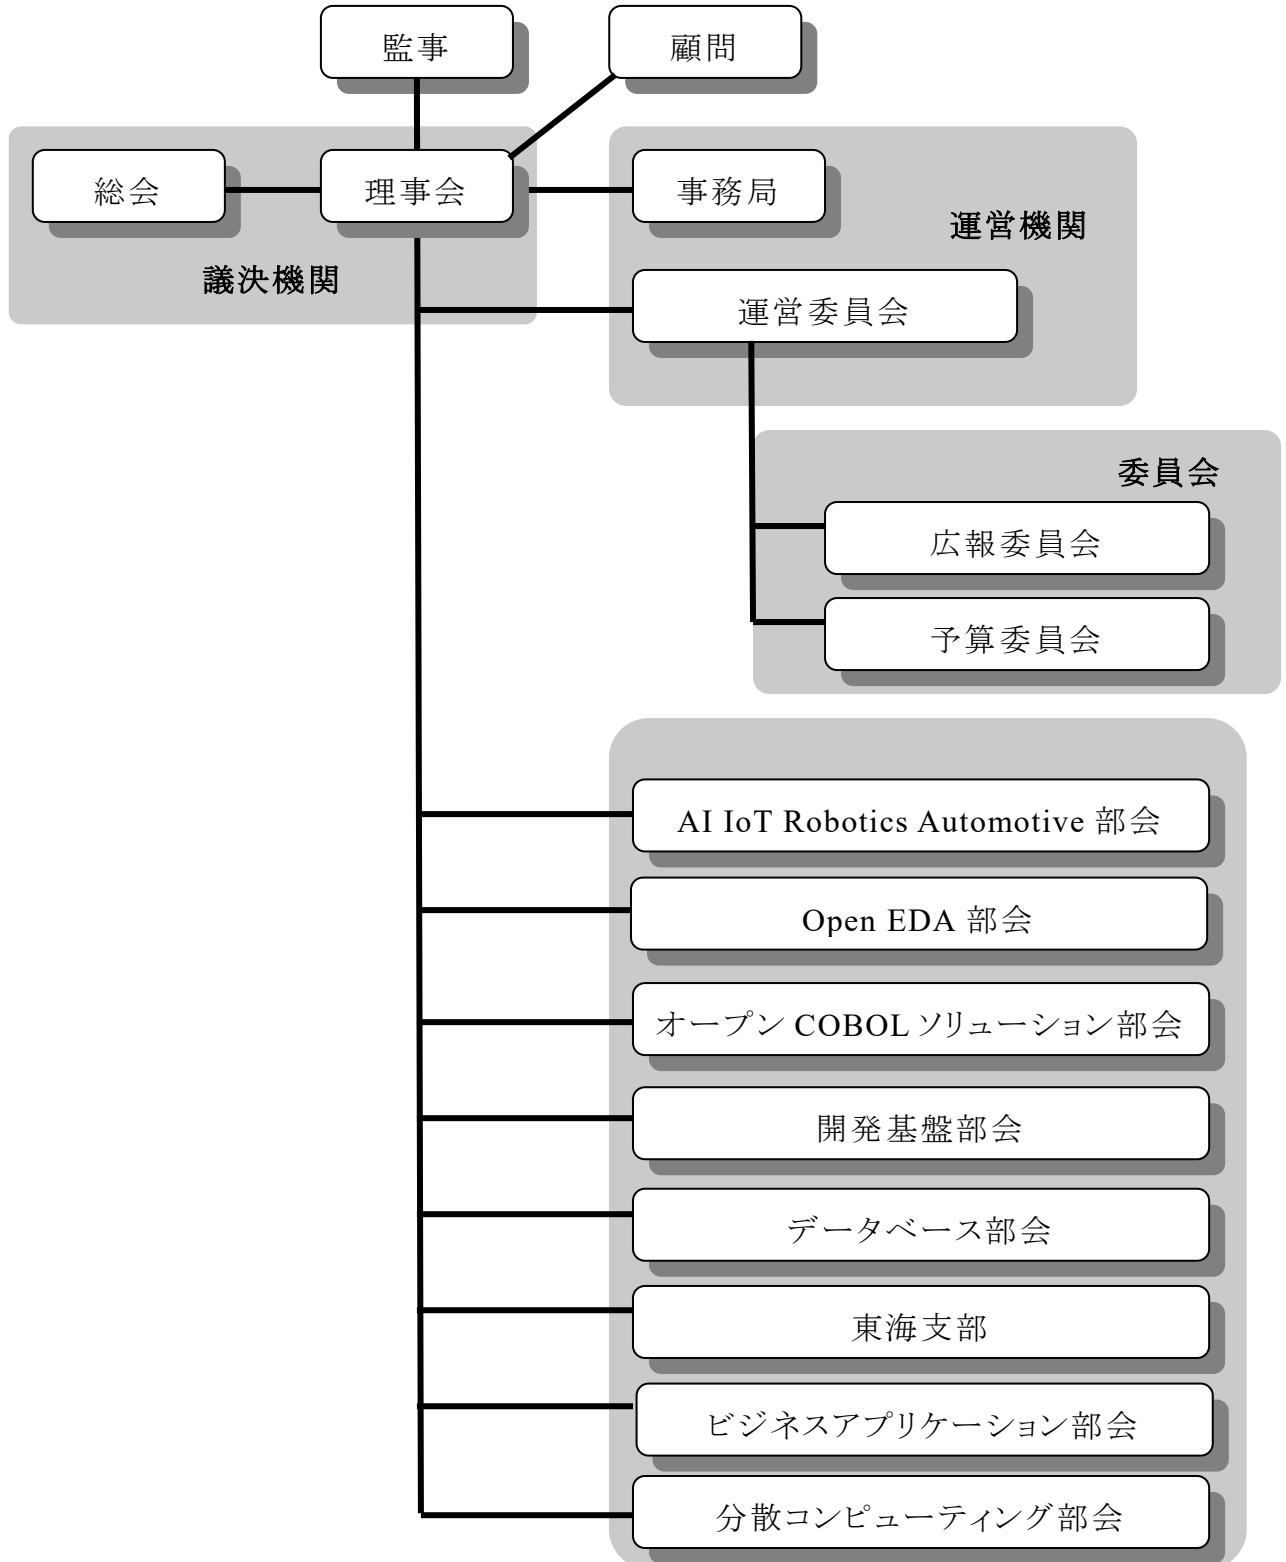 監事
顧問
総会
理事会
事務局
運営機関
議決機関
運営委員会
委員会
広報委員会
予算委員会
AI IoT Robotics Automotive 部会
Open EDA 部会
オープン COBOL ソリューション部会
開発基盤部会
データベース部会
東海支部
ビジネスアプリケーション部会
分散コンピューティング部会